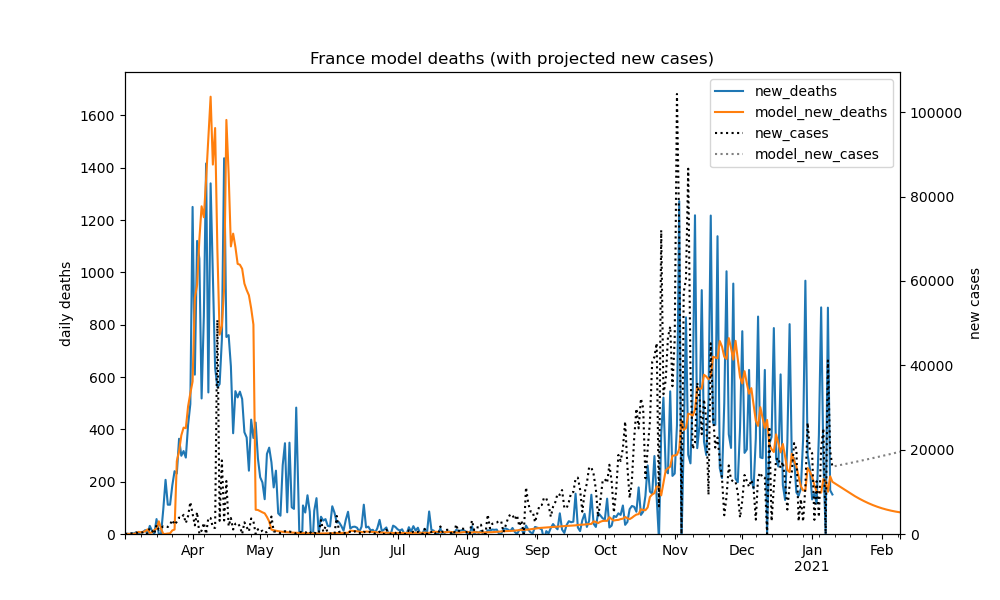 France model deaths (with projected new cases)
new_deaths
model_new_deaths
new_cases
model_new_cases
1600
1400
1200
1000
800
600
400
200
0
daily deaths
100000
80000
60000
40000
20000
0
new cases
Apr May Jun Jul Aug Sep Oct Nov Dec Jan Feb
2021